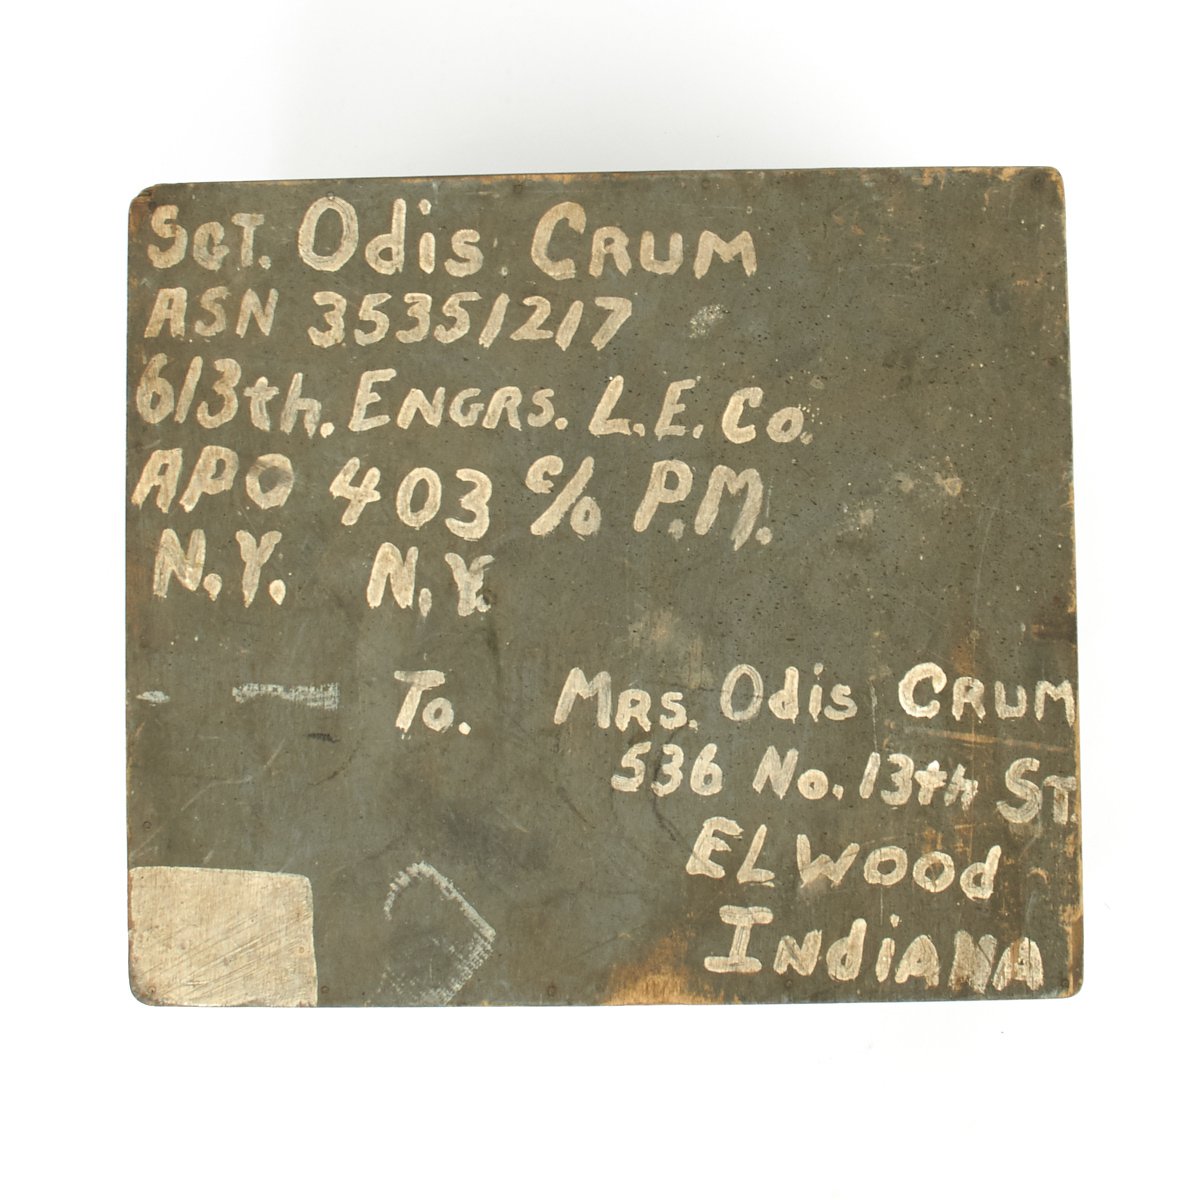 SGT. Odis CRUM
ASN 35351217
613th. ENGRS. L.E. Co.
APO 403 c/o P.M.
N.Y. N.Y.
To. MRS. Odis CRUM
536 No. 13th ST.
ELWOOd
INdiANA